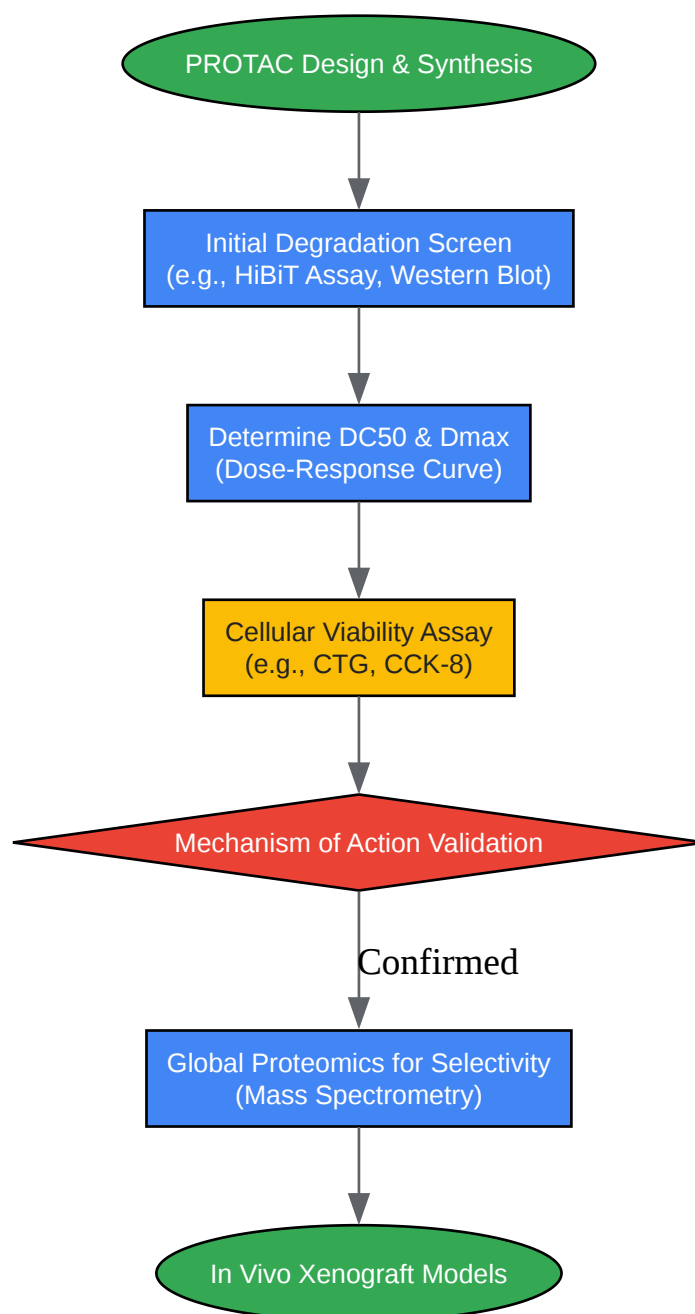 PROTAC Design & Synthesis
Initial Degradation Screen
(e.g., HiBiT Assay, Western Blot)
Determine DC50 & Dmax
(Dose-Response Curve)
Cellular Viability Assay
(e.g., CTG, CCK-8)
Mechanism of Action Validation
Confirmed
Global Proteomics for Selectivity
(Mass Spectrometry)
In Vivo Xenograft Models